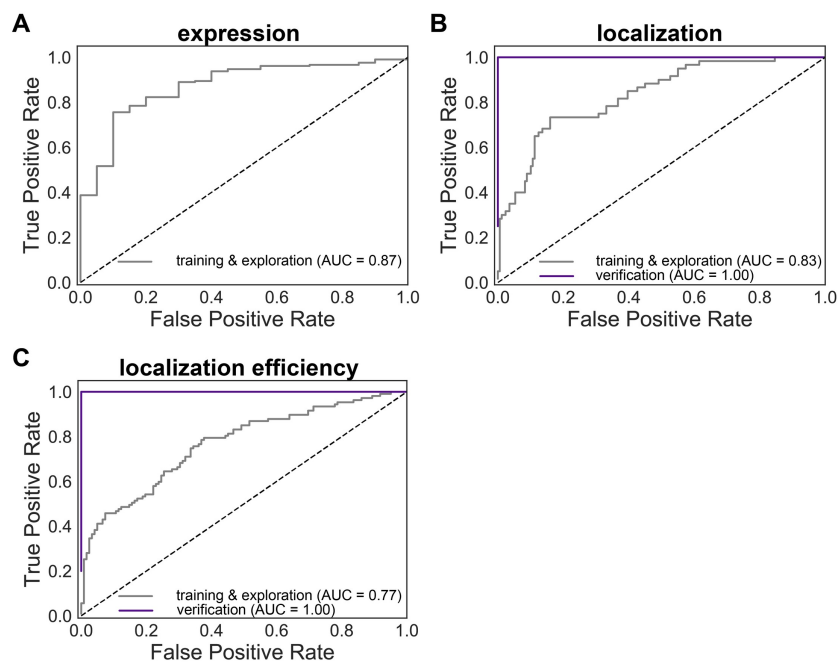 A
expression
True Positive Rate
1.0
0.8
0.6
0.4
0.2
0.0
training & exploration (AUC = 0.87)
0.0 0.2 0.4 0.6 0.8 1.0
False Positive Rate
B
localization
True Positive Rate
1.0
0.8
0.6
0.4
0.2
0.0
training & exploration (AUC = 0.83)
verification (AUC = 1.00)
0.0 0.2 0.4 0.6 0.8 1.0
False Positive Rate
C
localization efficiency
True Positive Rate
1.0
0.8
0.6
0.4
0.2
0.0
training & exploration (AUC = 0.77)
verification (AUC = 1.00)
0.0 0.2 0.4 0.6 0.8 1.0
False Positive Rate